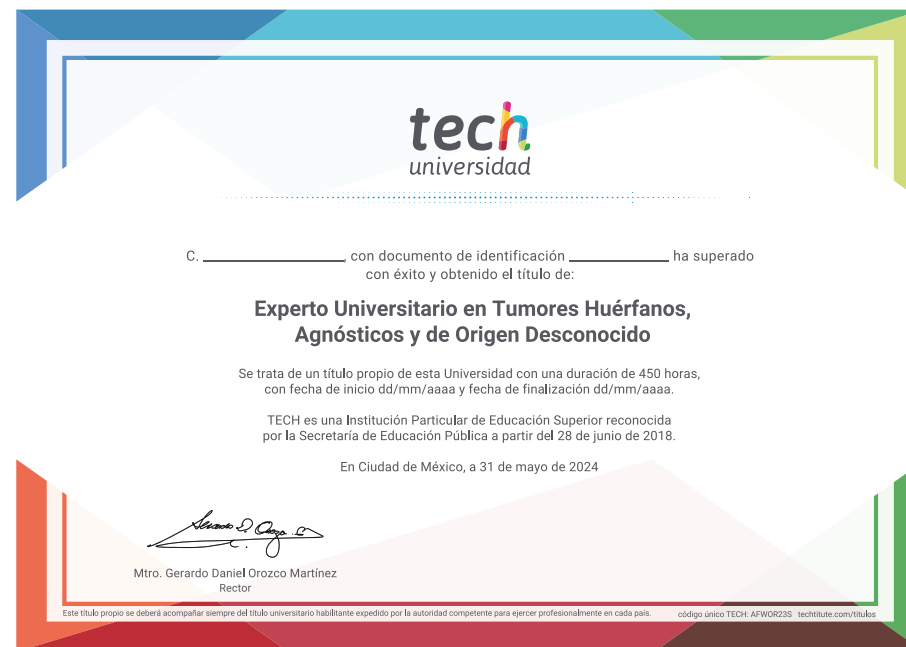 tech
universidad
C. ____________, con documento de identificación ____________ ha superado
con éxito y obtenido el título de:
Experto Universitario en Tumores Huérfanos,
Agnósticos y de Origen Desconocido
Se trata de un título propio de esta Universidad con una duración de 450 horas,
con fecha de inicio dd/mm/aaaa y fecha de finalización dd/mm/aaaa.
TECH es una Institución Particular de Educación Superior reconocida
por la Secretaría de Educación Pública a partir del 28 de junio de 2018.
En Ciudad de México, a 31 de mayo de 2024
Mtro. Gerardo Daniel Orozco Martínez
Rector
Este título propio se deberá acompañar siempre del título universitario habilitante expedido por la autoridad competente para ejercer profesionalmente en cada país. código único TECH: AFWOR23S techtitute.com/titulos